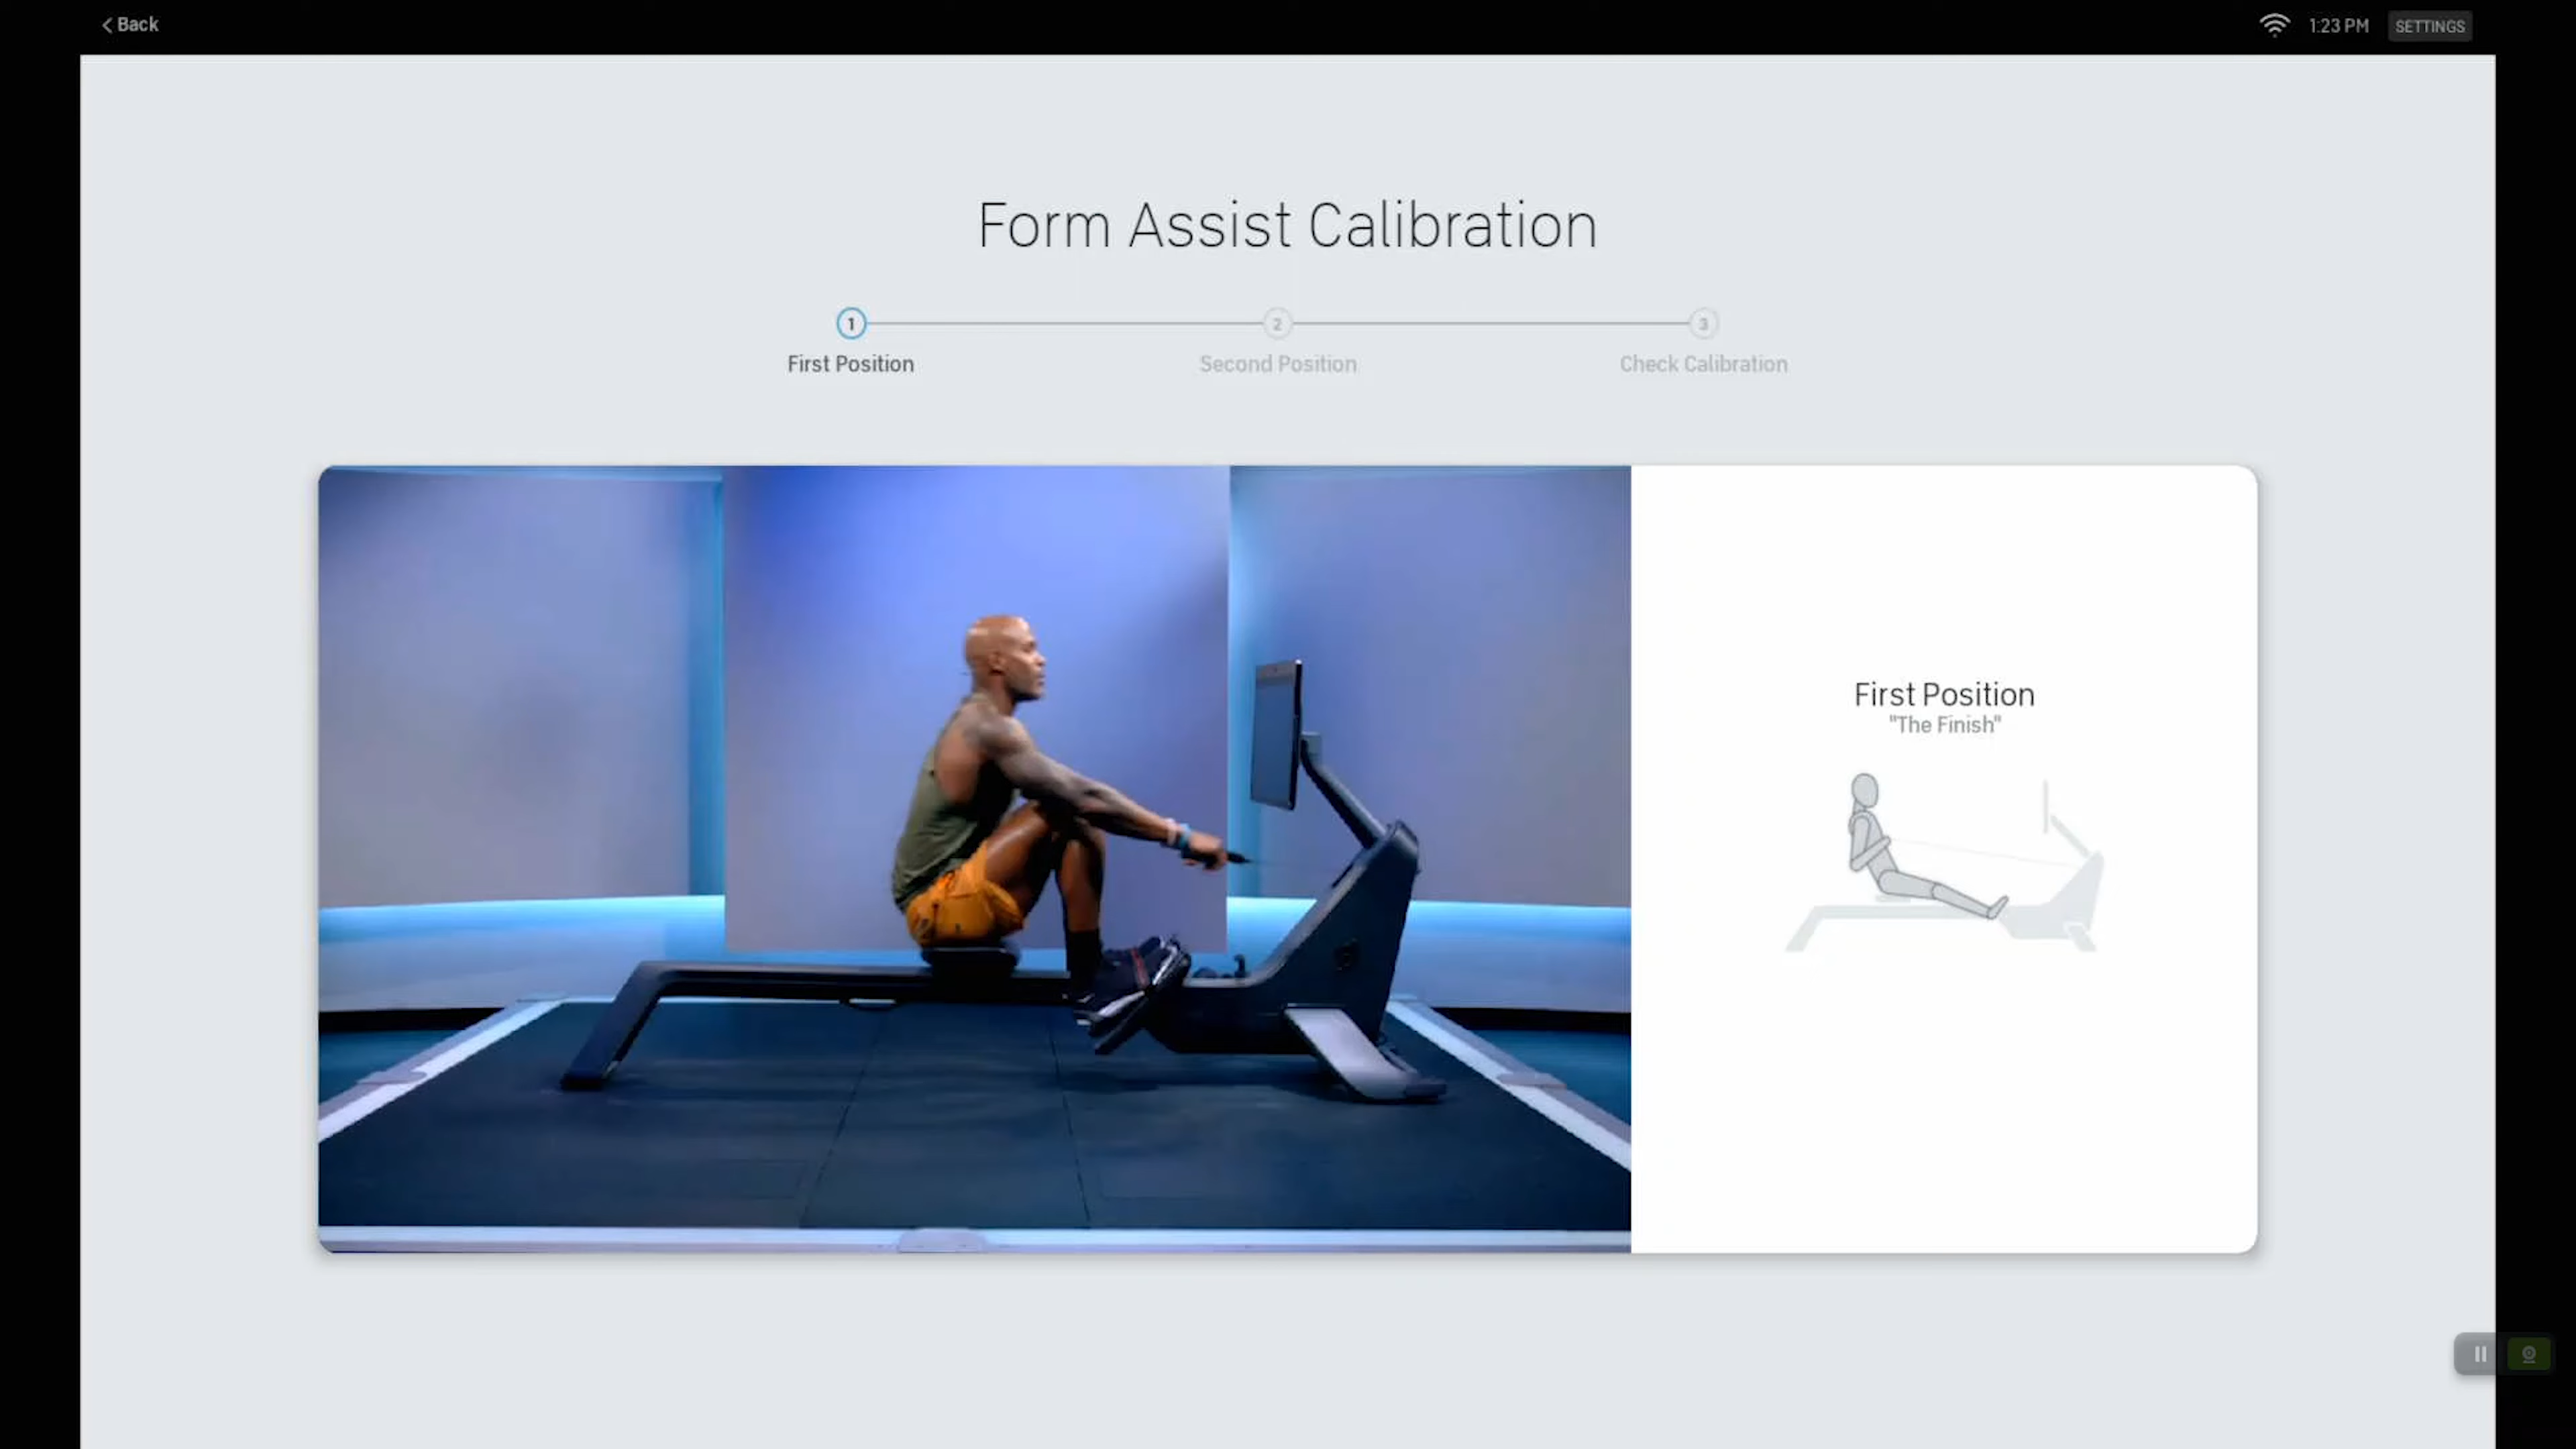 Back
1:23 PM
SETTINGS
Form Assist Calibration
1
2
3
First Position
Second Position
Check Calibration
First Position
"The Finish"